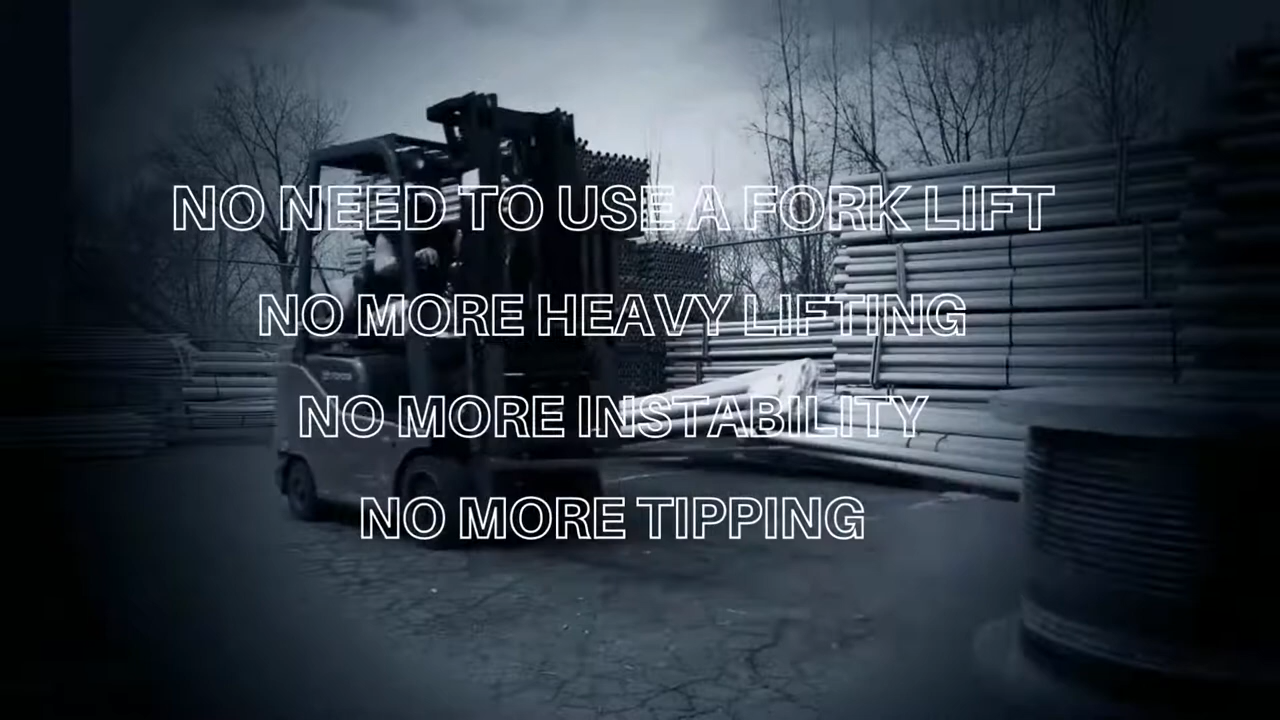 NO NEED TO USE A FORK LIFT
NO MORE HEAVY LIFTING
NO MORE INSTABILITY
NO MORE TIPPING